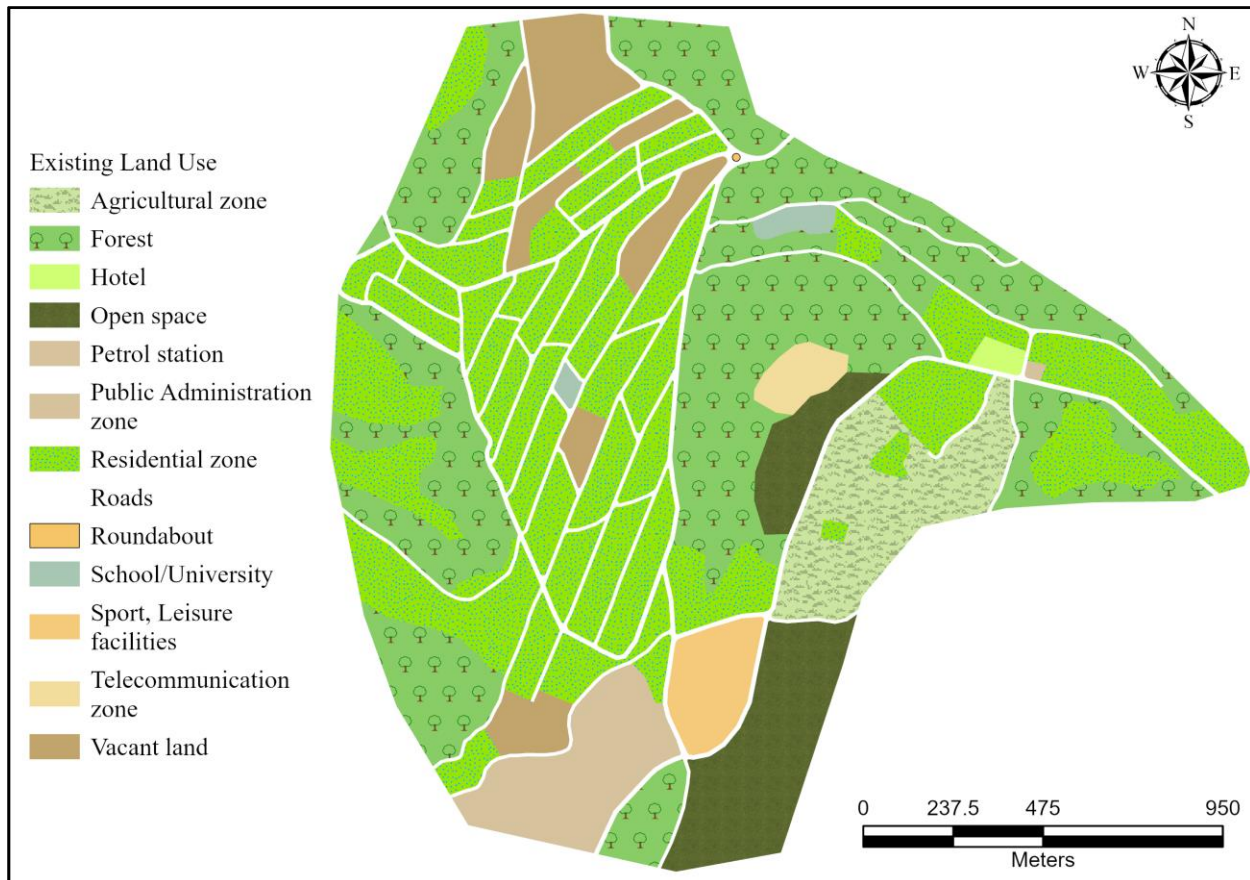 N
W E
S
Existing Land Use
Agricultural zone
Forest
Hotel
Open space
Petrol station
Public Administration
zone
Residential zone
Roads
Roundabout
School/University
Sport, Leisure
facilities
Telecommunication
zone
Vacant land
0 237.5 475 950
Meters